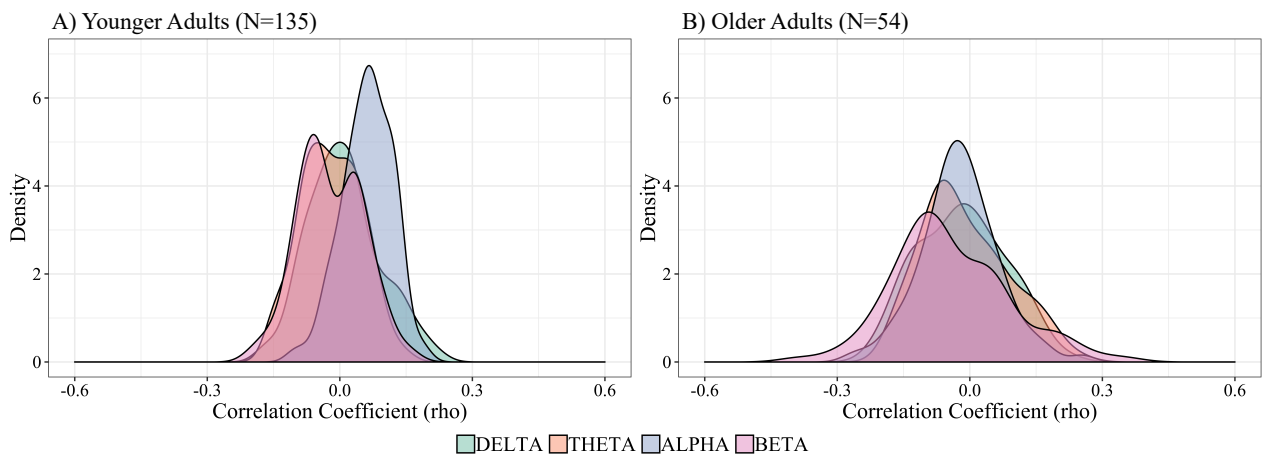 A) Younger Adults (N=135)
B) Older Adults (N=54)
Density
6
4
2
0
-0.6
-0.3
0.0
0.3
0.6
Correlation Coefficient (rho)
Density
6
4
2
0
-0.6
-0.3
0.0
0.3
0.6
Correlation Coefficient (rho)
DELTA THETA ALPHA BETA